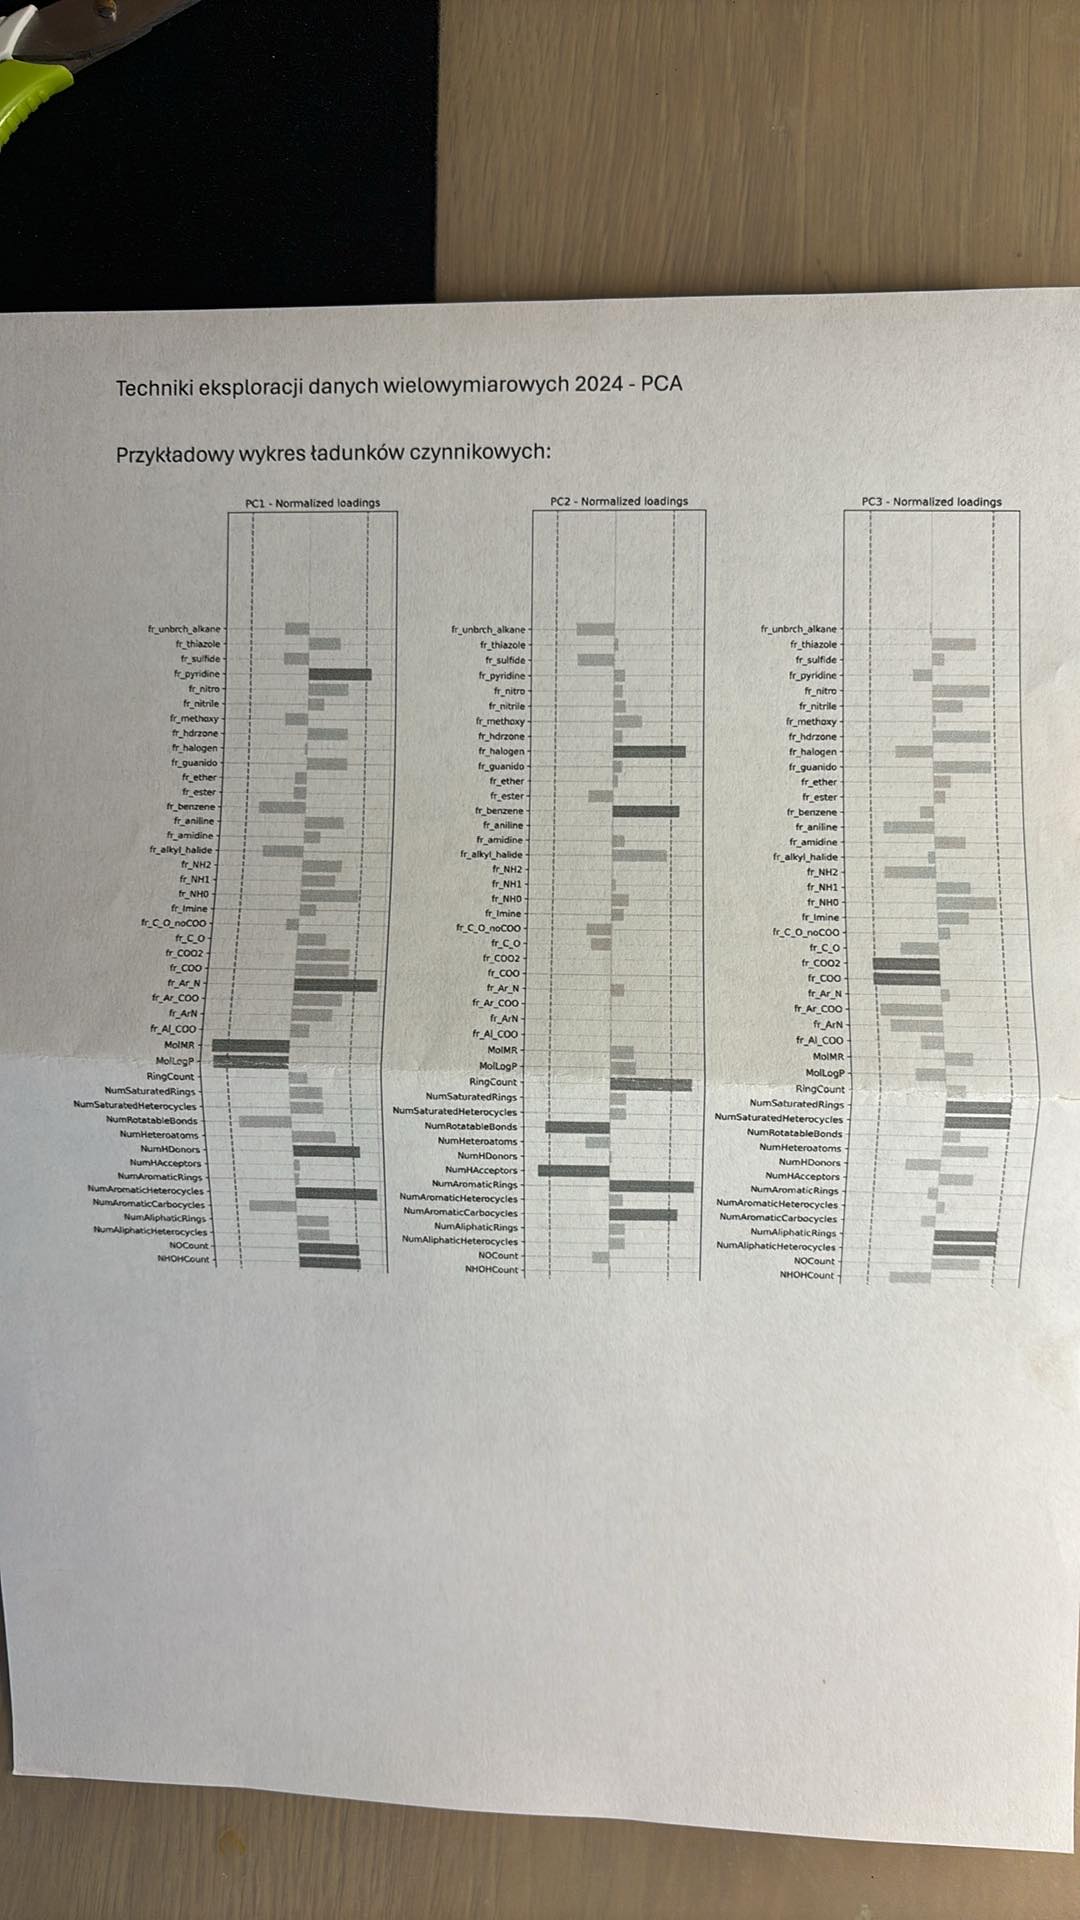 Techniki eksploracji danych wielowymiarowych 2024 - PCA
Przykładowy wykres ładunków czynnikowych:
PC1 - Normalized loadings
fr_unbrch_alkane
fr_thiazole
fr_sulfide
fr_pyridine
fr_nitro
fr_nitrile
fr_methoxy
fr_hdrzone
fr_halogen
fr_guanido
fr_ether
fr_ester
fr_benzene
fr_aniline
fr_amidine
fr_alkyl_halide
fr_NH2
fr_NH1
fr_NH0
fr_Imine
fr_C_O_noCOO
fr_C_O
fr_COO2
fr_COO
fr_Ar_N
fr_Ar_COO
fr_ArN
fr_Al_COO
MolMR
MolLogP
RingCount
NumSaturatedRings
NumSaturatedHeterocycles
NumRotatableBonds
NumHeteroatoms
NumHDonors
NumHAcceptors
NumAromaticRings
NumAromaticHeterocycles
NumAromaticCarbocycles
NumAliphaticRings
NumAliphaticHeterocycles
NOCount
NHOHCount
PC2 - Normalized loadings
fr_unbrch_alkane
fr_thiazole
fr_sulfide
fr_pyridine
fr_nitro
fr_nitrile
fr_methoxy
fr_hdrzone
fr_halogen
fr_guanido
fr_ether
fr_ester
fr_benzene
fr_aniline
fr_amidine
fr_alkyl_halide
fr_NH2
fr_NH1
fr_NH0
fr_Imine
fr_C_O_noCOO
fr_C_O
fr_COO2
fr_COO
fr_Ar_N
fr_Ar_COO
fr_ArN
fr_Al_COO
MolMR
MolLogP
RingCount
NumSaturatedRings
NumSaturatedHeterocycles
NumRotatableBonds
NumHeteroatoms
NumHDonors
NumHAcceptors
NumAromaticRings
NumAromaticHeterocycles
NumAromaticCarbocycles
NumAliphaticRings
NumAliphaticHeterocycles
NOCount
NHOHCount
PC3 - Normalized loadings
fr_unbrch_alkane
fr_thiazole
fr_sulfide
fr_pyridine
fr_nitro
fr_nitrile
fr_methoxy
fr_hdrzone
fr_halogen
fr_guanido
fr_ether
fr_ester
fr_benzene
fr_aniline
fr_amidine
fr_alkyl_halide
fr_NH2
fr_NH1
fr_NH0
fr_Imine
fr_C_O_noCOO
fr_C_O
fr_COO2
fr_COO
fr_Ar_N
fr_Ar_COO
fr_ArN
fr_Al_COO
MolMR
MolLogP
RingCount
NumSaturatedRings
NumSaturatedHeterocycles
NumRotatableBonds
NumHeteroatoms
NumHDonors
NumHAcceptors
NumAromaticRings
NumAromaticHeterocycles
NumAromaticCarbocycles
NumAliphaticRings
NumAliphaticHeterocycles
NOCount
NHOHCount